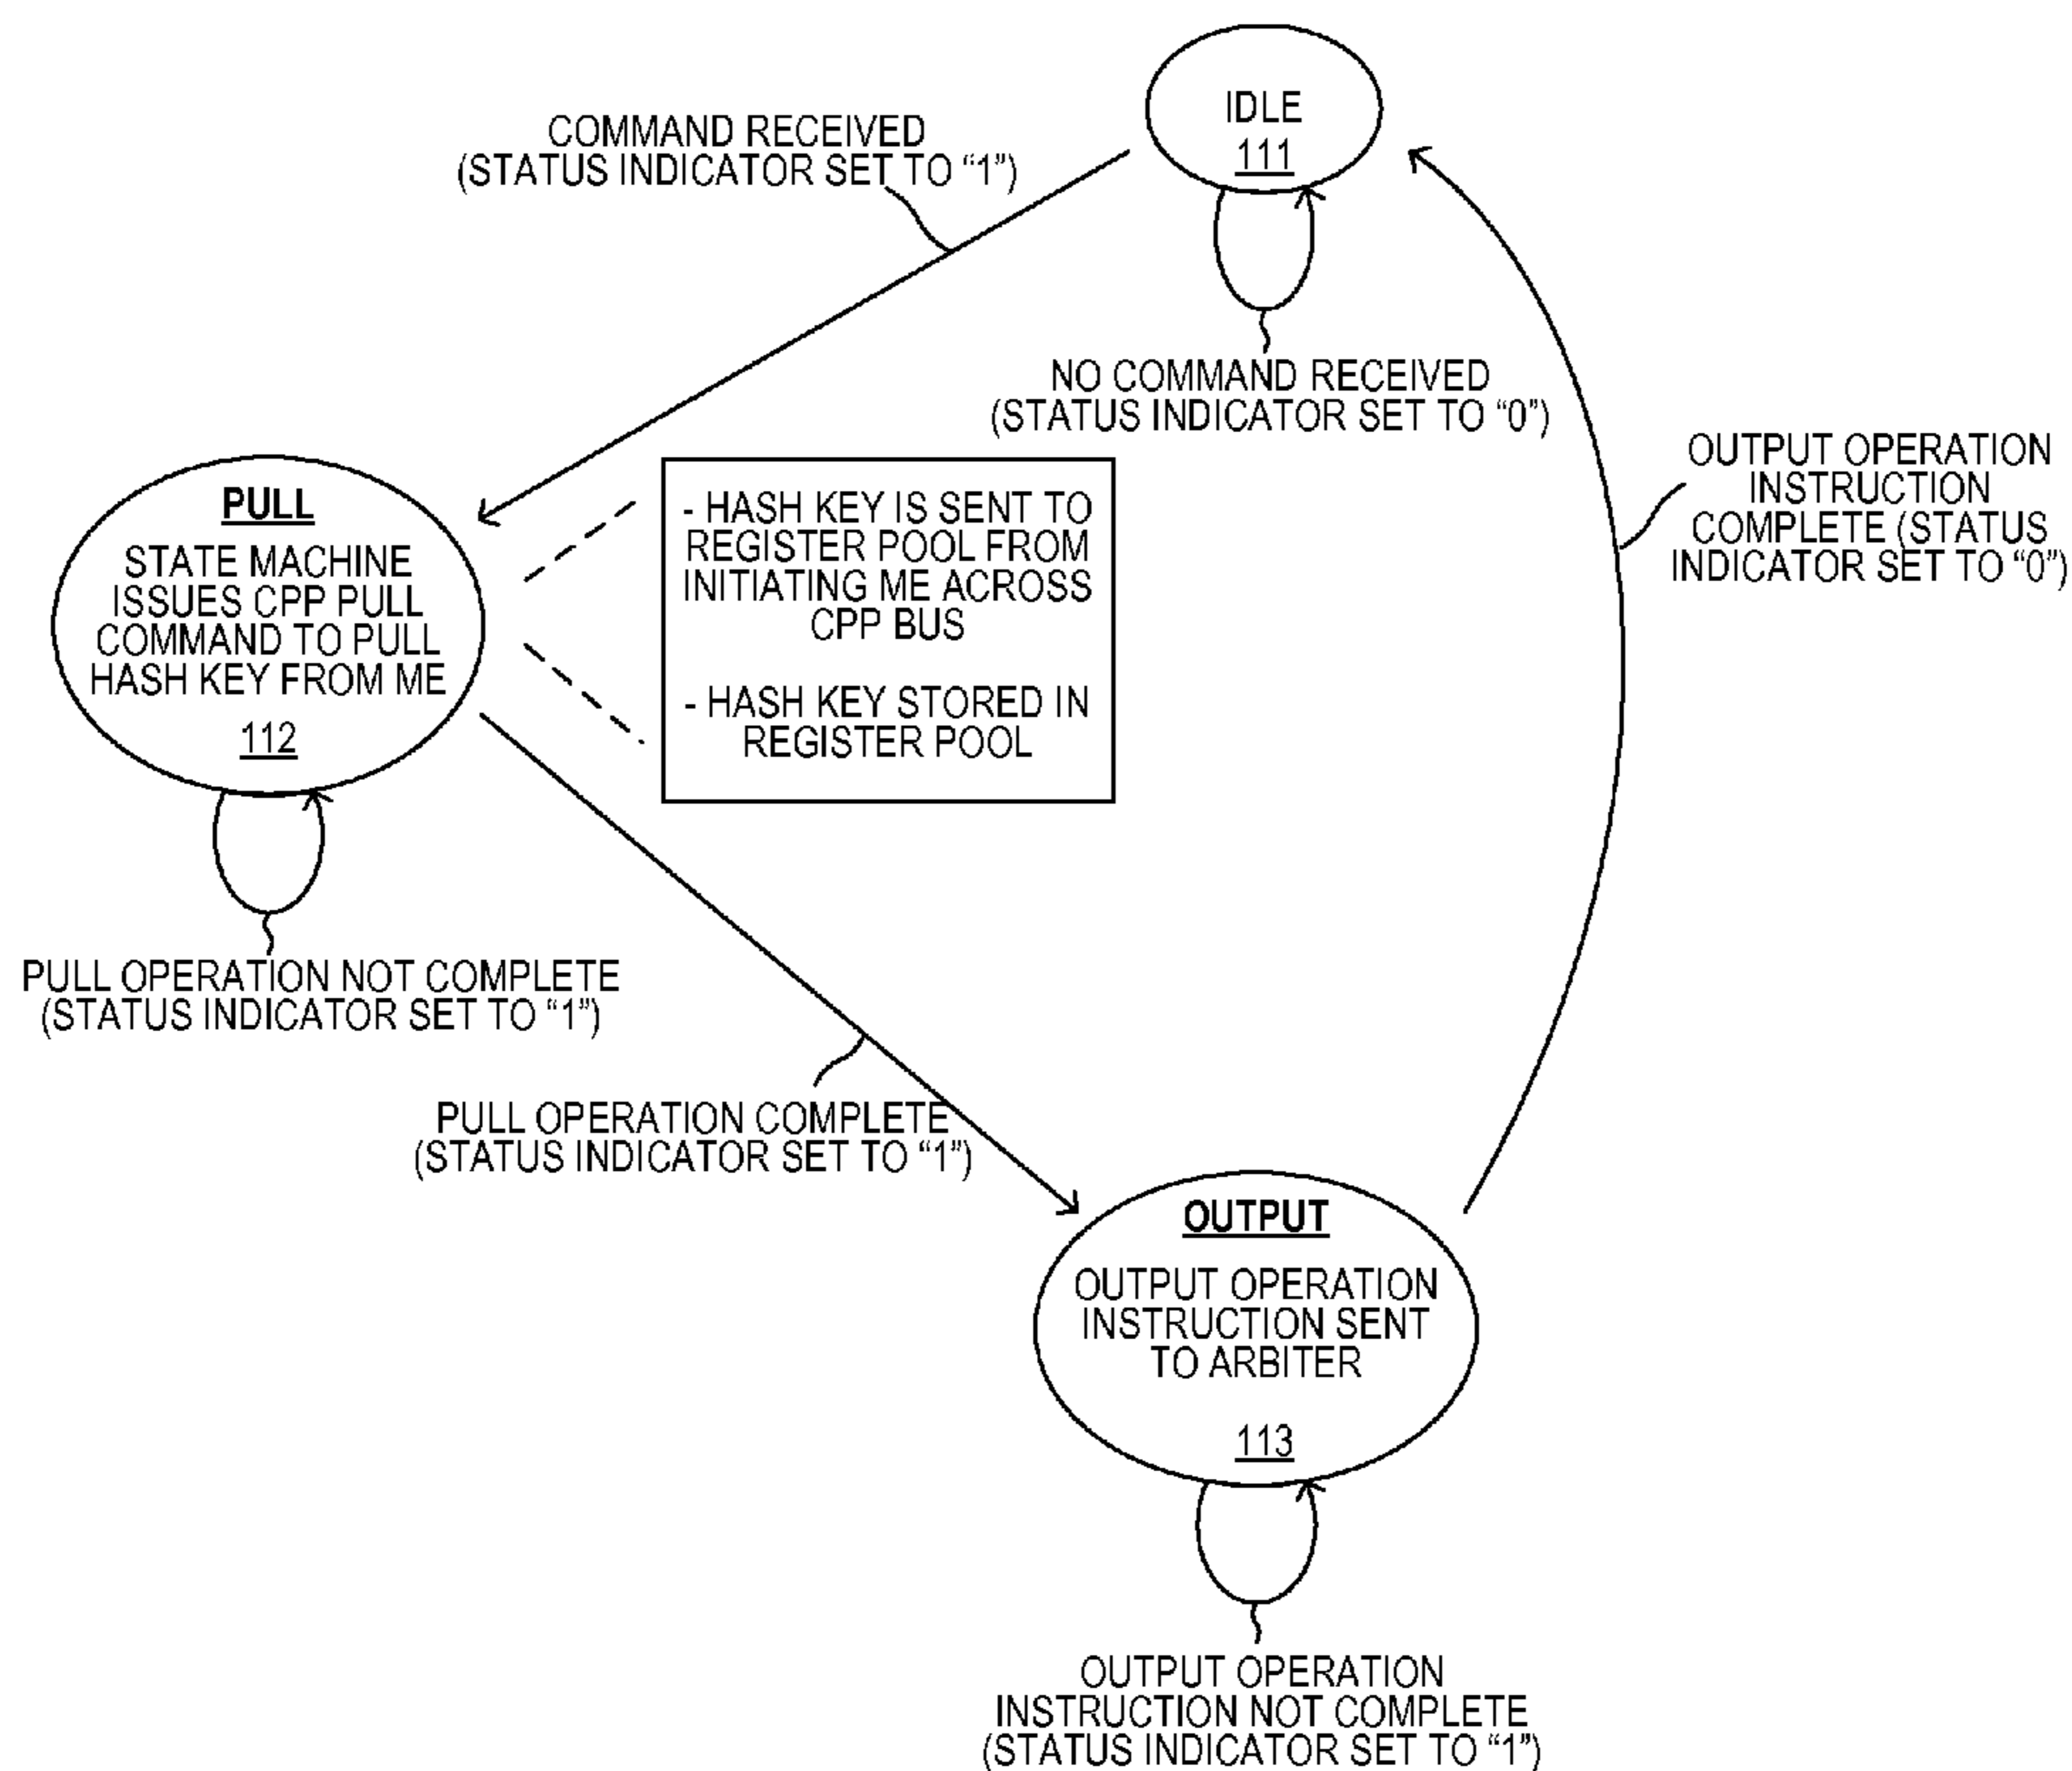 IDLE
111
COMMAND RECEIVED
(STATUS INDICATOR SET TO “1”)
NO COMMAND RECEIVED
(STATUS INDICATOR SET TO “0”)
OUTPUT OPERATION
INSTRUCTION
COMPLETE (STATUS
INDICATOR SET TO “0”)
PULL
STATE MACHINE
ISSUES CPP PULL
COMMAND TO PULL
HASH KEY FROM ME
112
- HASH KEY IS SENT TO
REGISTER POOL FROM
INITIATING ME ACROSS
CPP BUS
- HASH KEY STORED IN
REGISTER POOL
PULL OPERATION NOT COMPLETE
(STATUS INDICATOR SET TO “1”)
PULL OPERATION COMPLETE
(STATUS INDICATOR SET TO “1”)
OUTPUT
OUTPUT OPERATION
INSTRUCTION SENT
TO ARBITER
113
OUTPUT OPERATION
INSTRUCTION NOT COMPLETE
(STATUS INDICATOR SET TO “1”)